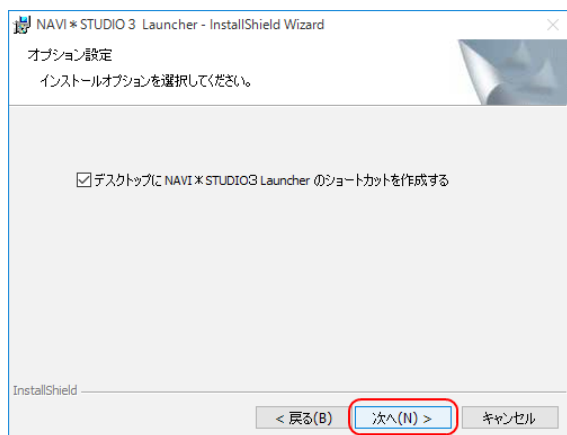 NAVI＊STUDIO 3 Launcher - InstallShield Wizard
オプション設定
インストールオプションを選択してください。
デスクトップに NAVI＊STUDIO3 Launcher のショートカットを作成する
InstallShield
< 戻る(B)
次へ(N) >
キャンセル